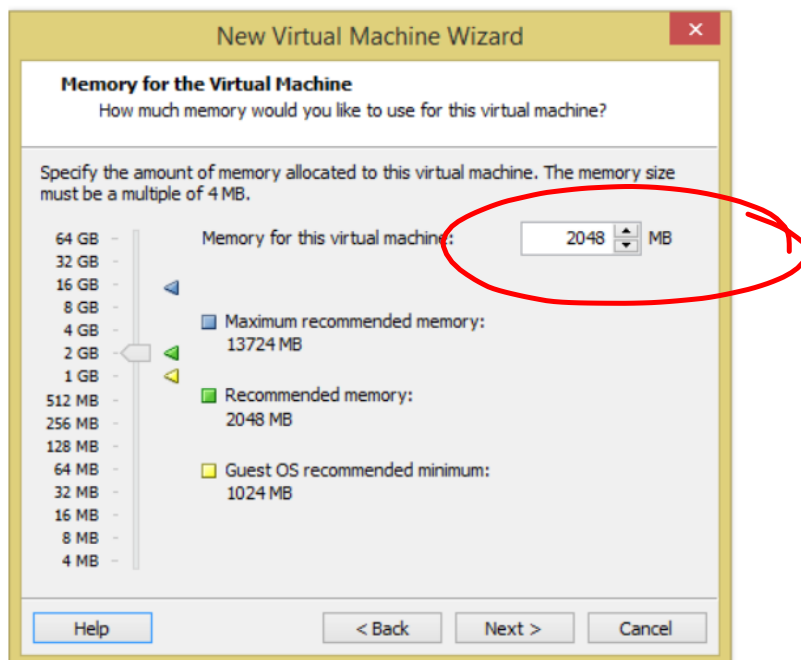 New Virtual Machine Wizard
Memory for the Virtual Machine
How much memory would you like to use for this virtual machine?
Specify the amount of memory allocated to this virtual machine. The memory size
must be a multiple of 4 MB.
Memory for this virtual machine: 2048 MB
64 GB
32 GB
16 GB
8 GB
4 GB
2 GB
1 GB
512 MB
256 MB
128 MB
64 MB
32 MB
16 MB
8 MB
4 MB
Maximum recommended memory:
13724 MB
Recommended memory:
2048 MB
Guest OS recommended minimum:
1024 MB
Help
< Back
Next >
Cancel